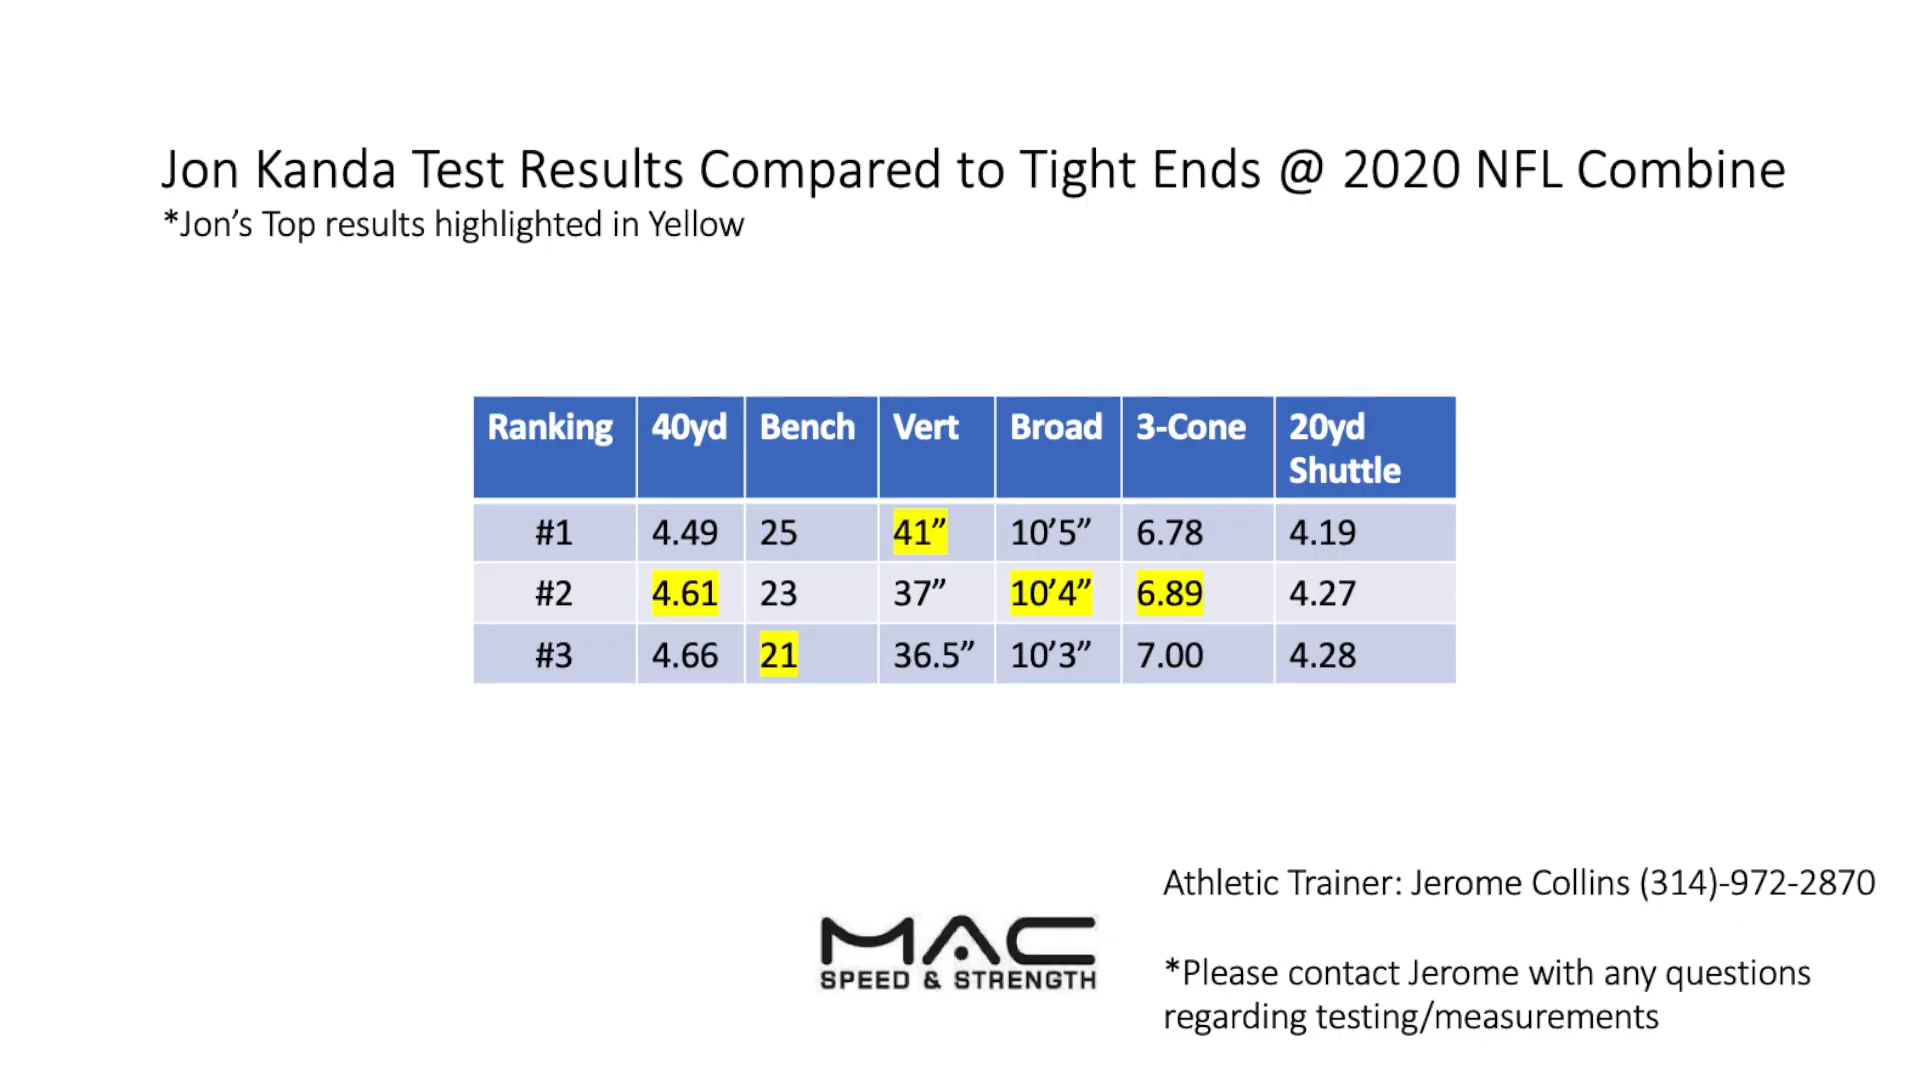 Jon Kanda Test Results Compared to Tight Ends @ 2020 NFL Combine
*Jon’s Top results highlighted in Yellow
Ranking 40yd Bench Vert Broad 3-Cone 20yd Shuttle
#1 4.49 25 41” 10’5” 6.78 4.19
#2 4.61 23 37” 10’4” 6.89 4.27
#3 4.66 21 36.5” 10’3” 7.00 4.28
Athletic Trainer: Jerome Collins (314)-972-2870
MAC
SPEED & STRENGTH
*Please contact Jerome with any questions
regarding testing/measurements